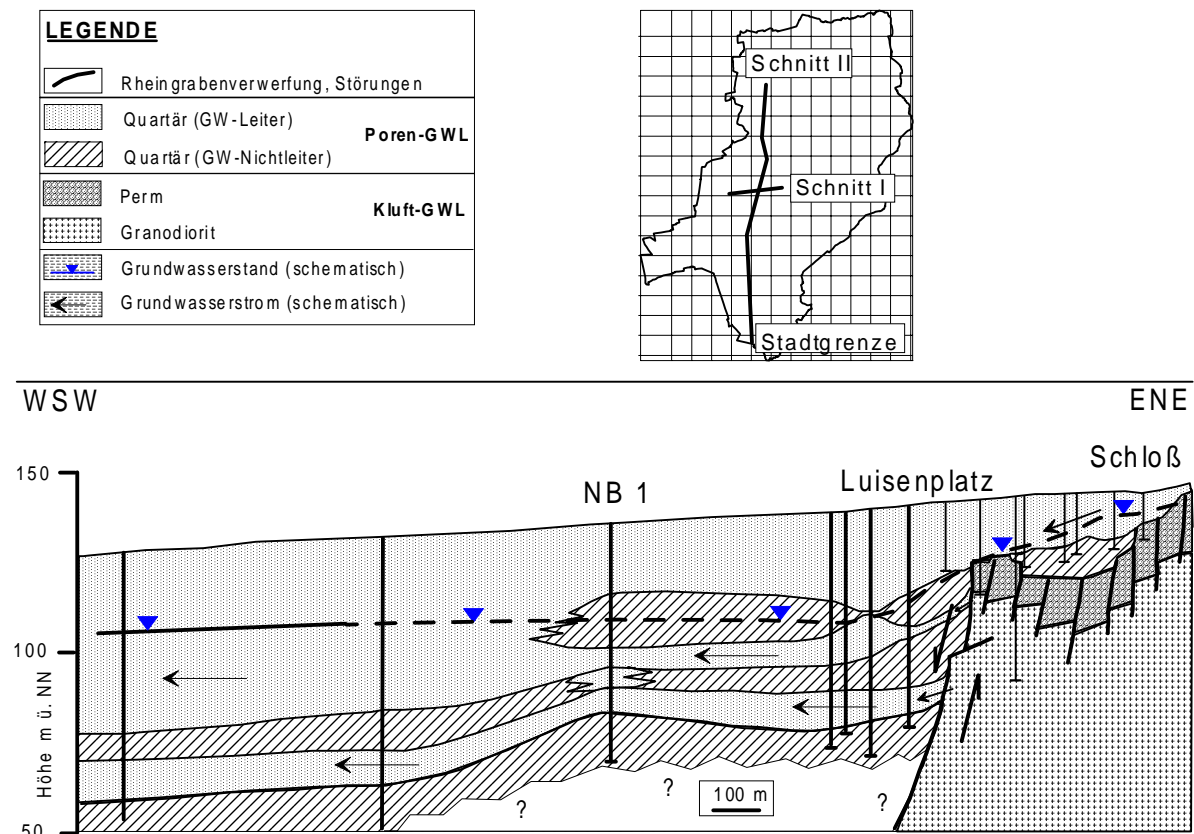 LEGENDE
Rheingrabenverwerfung, Störungen
Quartär (GW-Leiter)
Poren-GWL
Quartär (GW-Nichtleiter)
Perm
Kluft-GWL
Granodiorit
Grundwasserstand (schematisch)
Grundwasserstrom (schematisch)
Schnitt II
Schnitt I
Stadtgrenze
WSW
ENE
Schloß
150
Luisenplatz
NB 1
100
Höhe m ü. NN
100 m
? ? ?
50